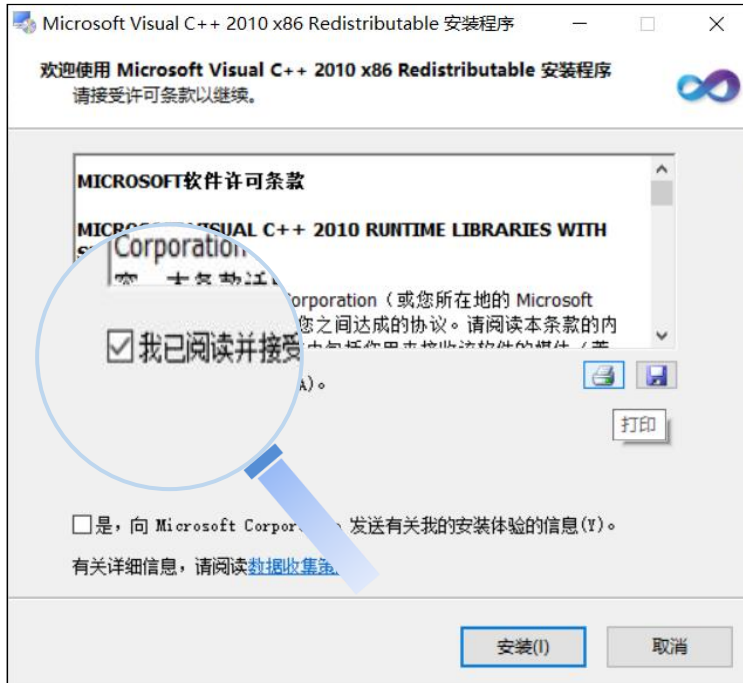 Microsoft Visual C++ 2010 x86 Redistributable 安装程序
欢迎使用 Microsoft Visual C++ 2010 x86 Redistributable 安装程序
请接受许可条款以继续。
MICROSOFT软件许可条款
VISUAL C++ 2010 RUNTIME LIBRARIES WITH
Corporation
orporation（或您所在地的 Microsoft
您之间达成的协议。请阅读本条款的内
我已阅读并接受
A)。
打印
是，向 Microsoft Corpor 发送有关我的安装体验的信息(Y)。
有关详细信息，请阅读数据收集策
安装(I)
取消